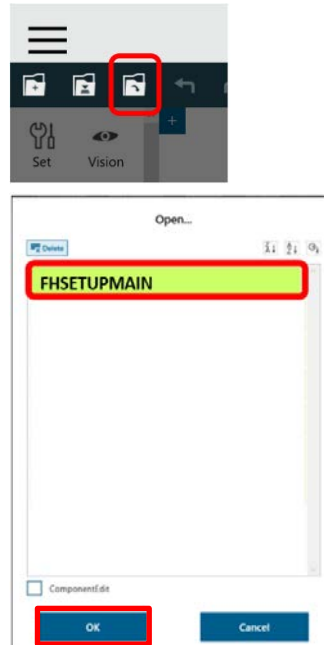 Set Vision
Open...
Delete
FHSETUPMAIN
ComponentEdit
OK Cancel